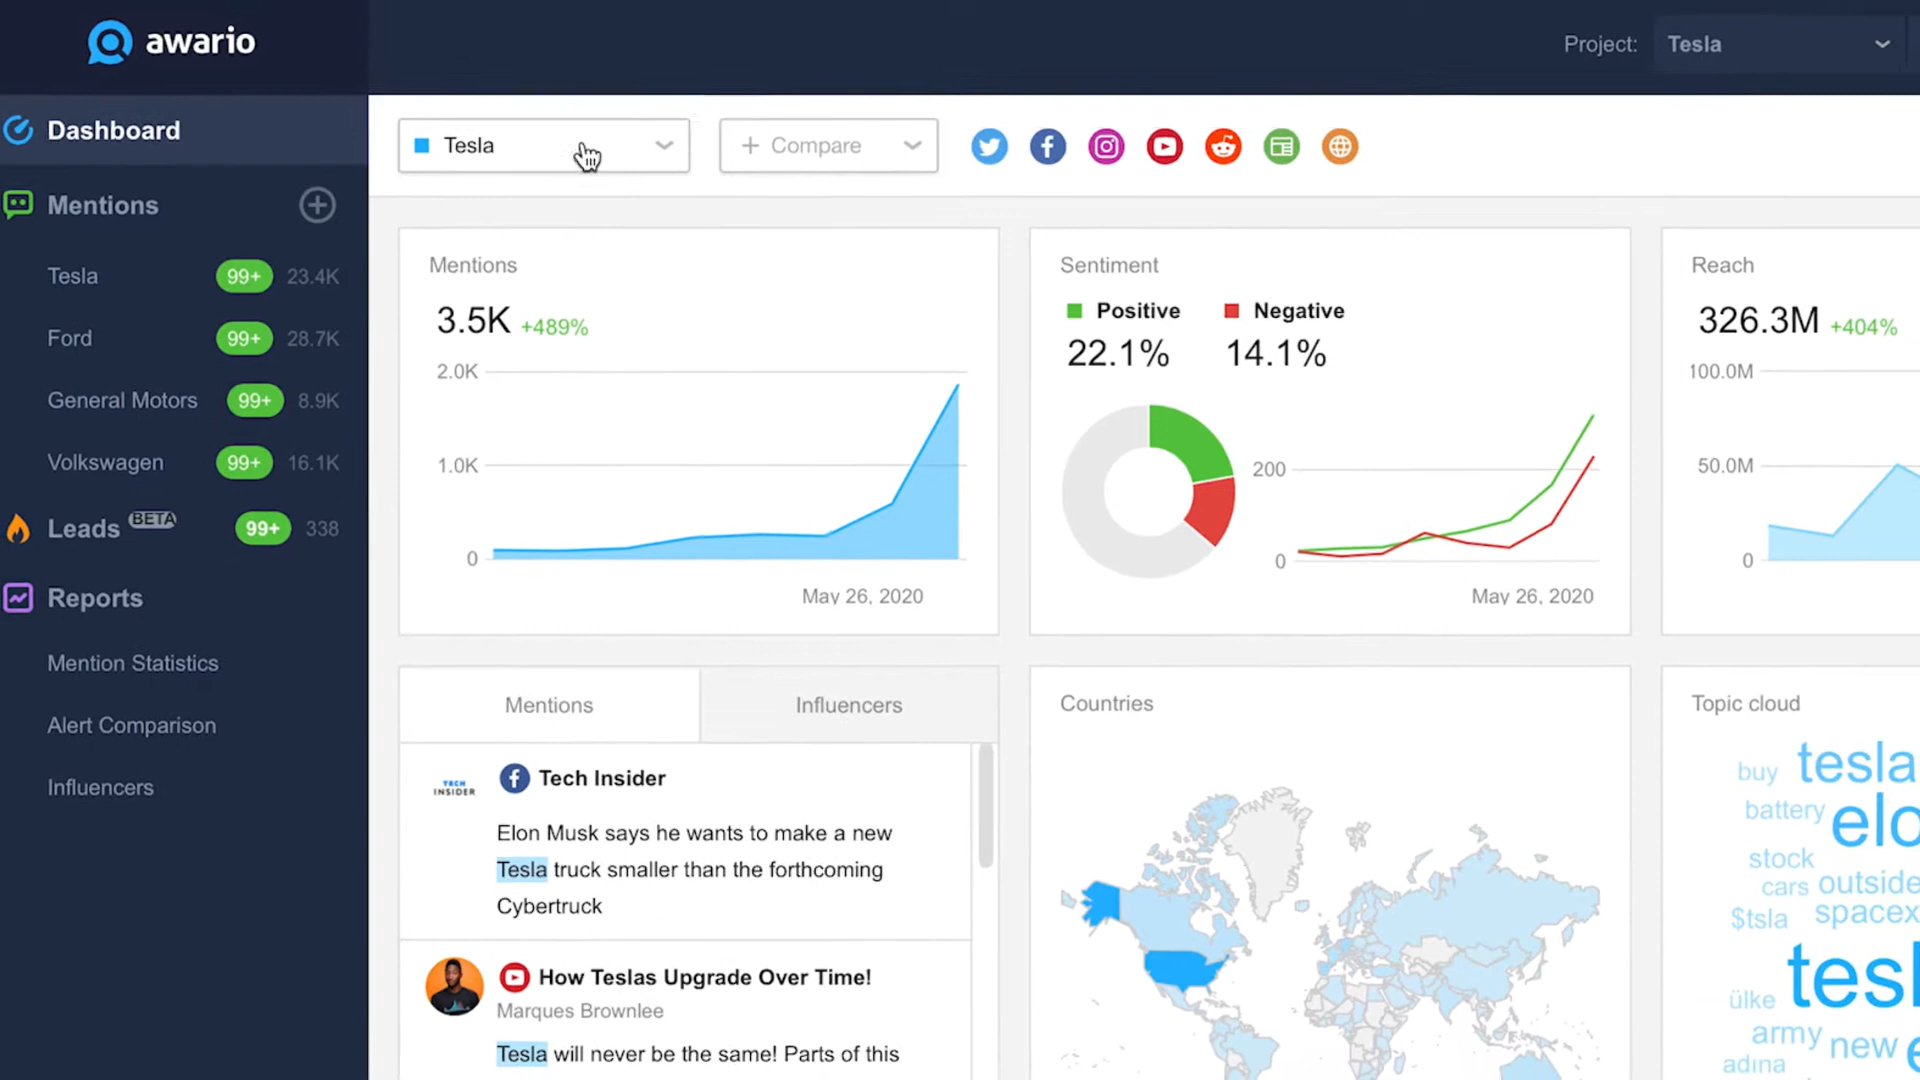 awario
Project: Tesla
Dashboard
Tesla
+ Compare
Mentions
Tesla 99+ 23.4K
Ford 99+ 28.7K
General Motors 99+ 8.9K
Volkswagen 99+ 16.1K
Leads BETA 99+ 338
Reports
Mention Statistics
Alert Comparison
Influencers
Mentions
3.5K +489%
2.0K
1.0K
0
May 26, 2020
Sentiment
Positive Negative
22.1% 14.1%
200
0
May 26, 2020
Reach
326.3M +404%
100.0M
50.0M
0
Mentions Influencers
TECH
INSIDER
Tech Insider
Elon Musk says he wants to make a new
Tesla truck smaller than the forthcoming
Cybertruck
How Teslas Upgrade Over Time!
Marques Brownlee
Tesla will never be the same! Parts of this
Countries
Topic cloud
buy tesla
battery elo
stock
cars outside
$tsla spacex
tesl
ülke
army new
adına